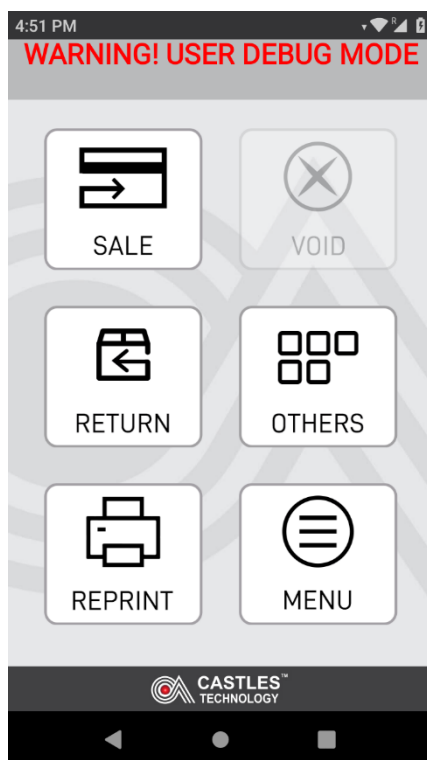 4:51 PM
R
WARNING! USER DEBUG MODE
SALE
VOID
RETURN
OTHERS
REPRINT
MENU
CASTLES™
TECHNOLOGY